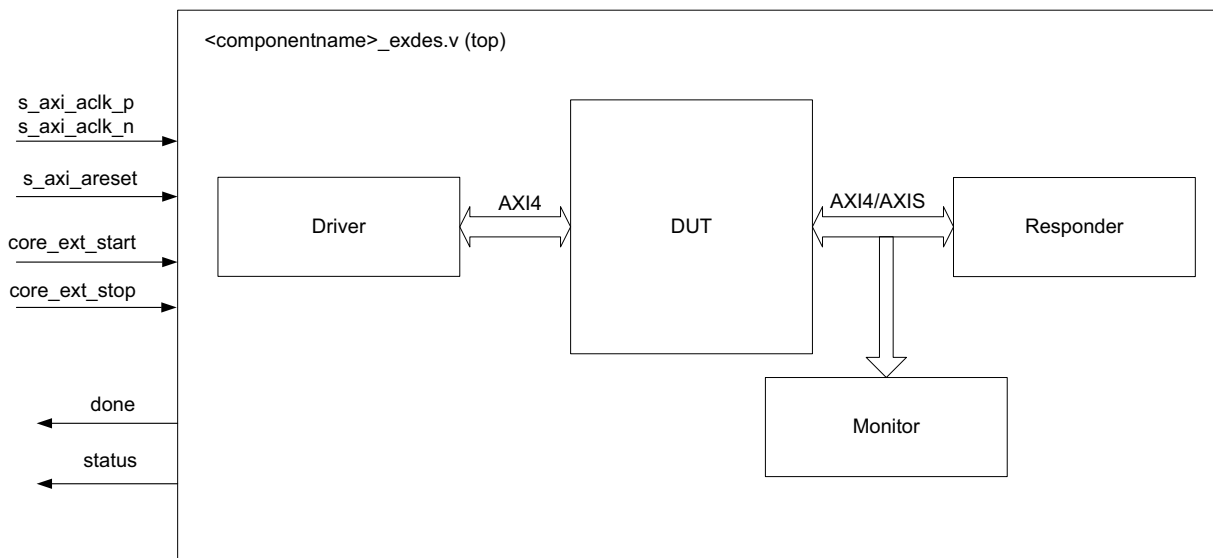 <componentname>_exdes.v (top)
s_axi_aclk_p
s_axi_aclk_n
s_axi_areset
core_ext_start
core_ext_stop
done
status
Driver
AXI4
DUT
AXI4/AXIS
Responder
Monitor